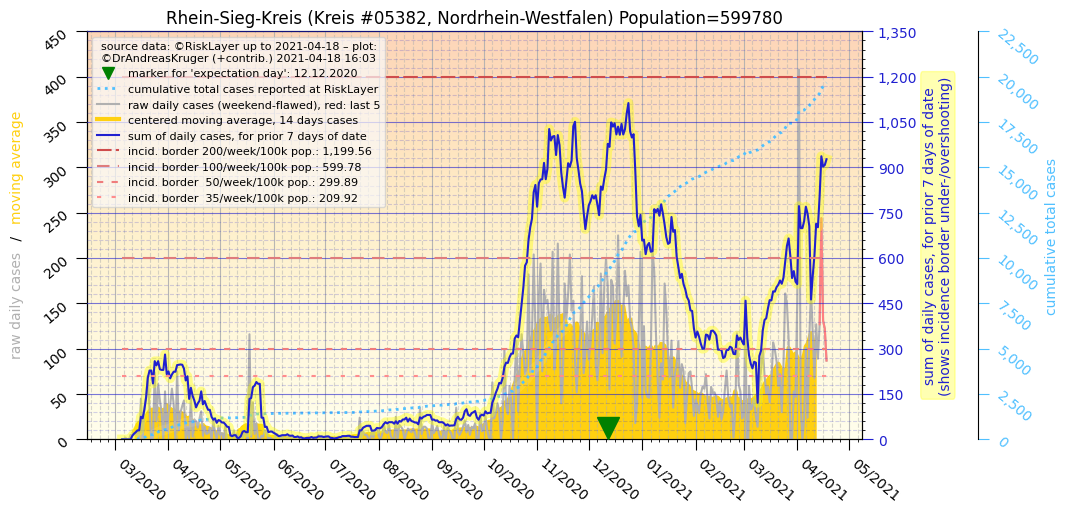 Rhein-Sieg-Kreis (Kreis #05382, Nordrhein-Westfalen) Population=599780
source data: ©RiskLayer up to 2021-04-18 – plot:
©DrAndreasKruger (+contrib.) 2021-04-18 16:03
marker for 'expectation day': 12.12.2020
cumulative total cases reported at RiskLayer
raw daily cases (weekend-flawed), red: last 5
centered moving average, 14 days cases
sum of daily cases, for prior 7 days of date
incid. border 200/week/100k pop.: 1,199.56
incid. border 100/week/100k pop.: 599.78
incid. border  50/week/100k pop.: 299.89
incid. border  35/week/100k pop.: 209.92
raw daily cases / moving average
450
400
350
300
250
200
150
100
50
0
03/2020
04/2020
05/2020
06/2020
07/2020
08/2020
09/2020
10/2020
11/2020
12/2020
01/2021
02/2021
03/2021
04/2021
05/2021
1,350
1,200
1,050
900
750
600
450
300
150
0
sum of daily cases, for prior 7 days of date
(shows incidence border under-/overshooting)
22,500
20,000
17,500
15,000
12,500
10,000
7,500
5,000
2,500
0
cumulative total cases